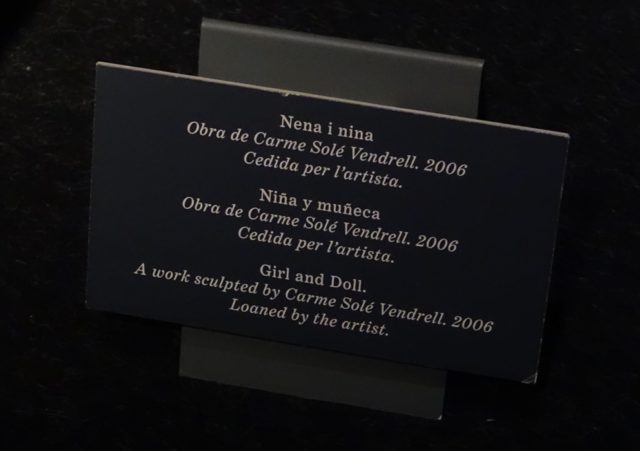 Nena i nina
Obra de Carme Solé Vendrell. 2006
Cedida per l'artista.
Niña y muñeca
Obra de Carme Solé Vendrell. 2006
Cedida per l'artista.
Girl and Doll.
A work sculpted by Carme Solé Vendrell. 2006
Loaned by the artist.